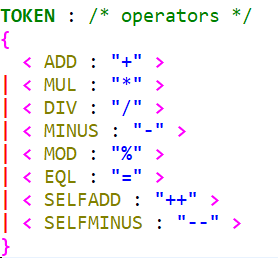 TOKEN : /* operators */
{
< ADD : "+" >
| < MUL : "*" >
| < DIV : "/" >
| < MINUS : "-" >
| < MOD : "%" >
| < EQL : "=" >
| < SELFADD : "++" >
| < SELFMINUS : "--" >
}